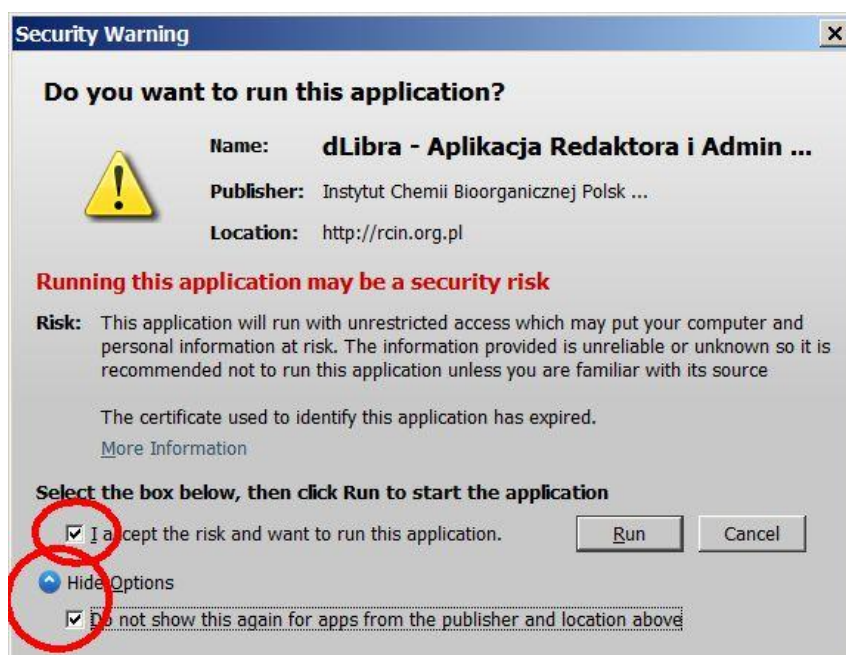 Security Warning
Do you want to run this application?
Name: dLibra - Aplikacja Redaktora i Admin ...
Publisher: Instytut Chemii Bioorganicznej Polsk ...
Location: http://rcin.org.pl
Running this application may be a security risk
Risk: This application will run with unrestricted access which may put your computer and
personal information at risk. The information provided is unreliable or unknown so it is
recommended not to run this application unless you are familiar with its source
The certificate used to identify this application has expired.
More Information
Select the box below, then click Run to start the application
I accept the risk and want to run this application. Run Cancel
Hide Options
Do not show this again for apps from the publisher and location above